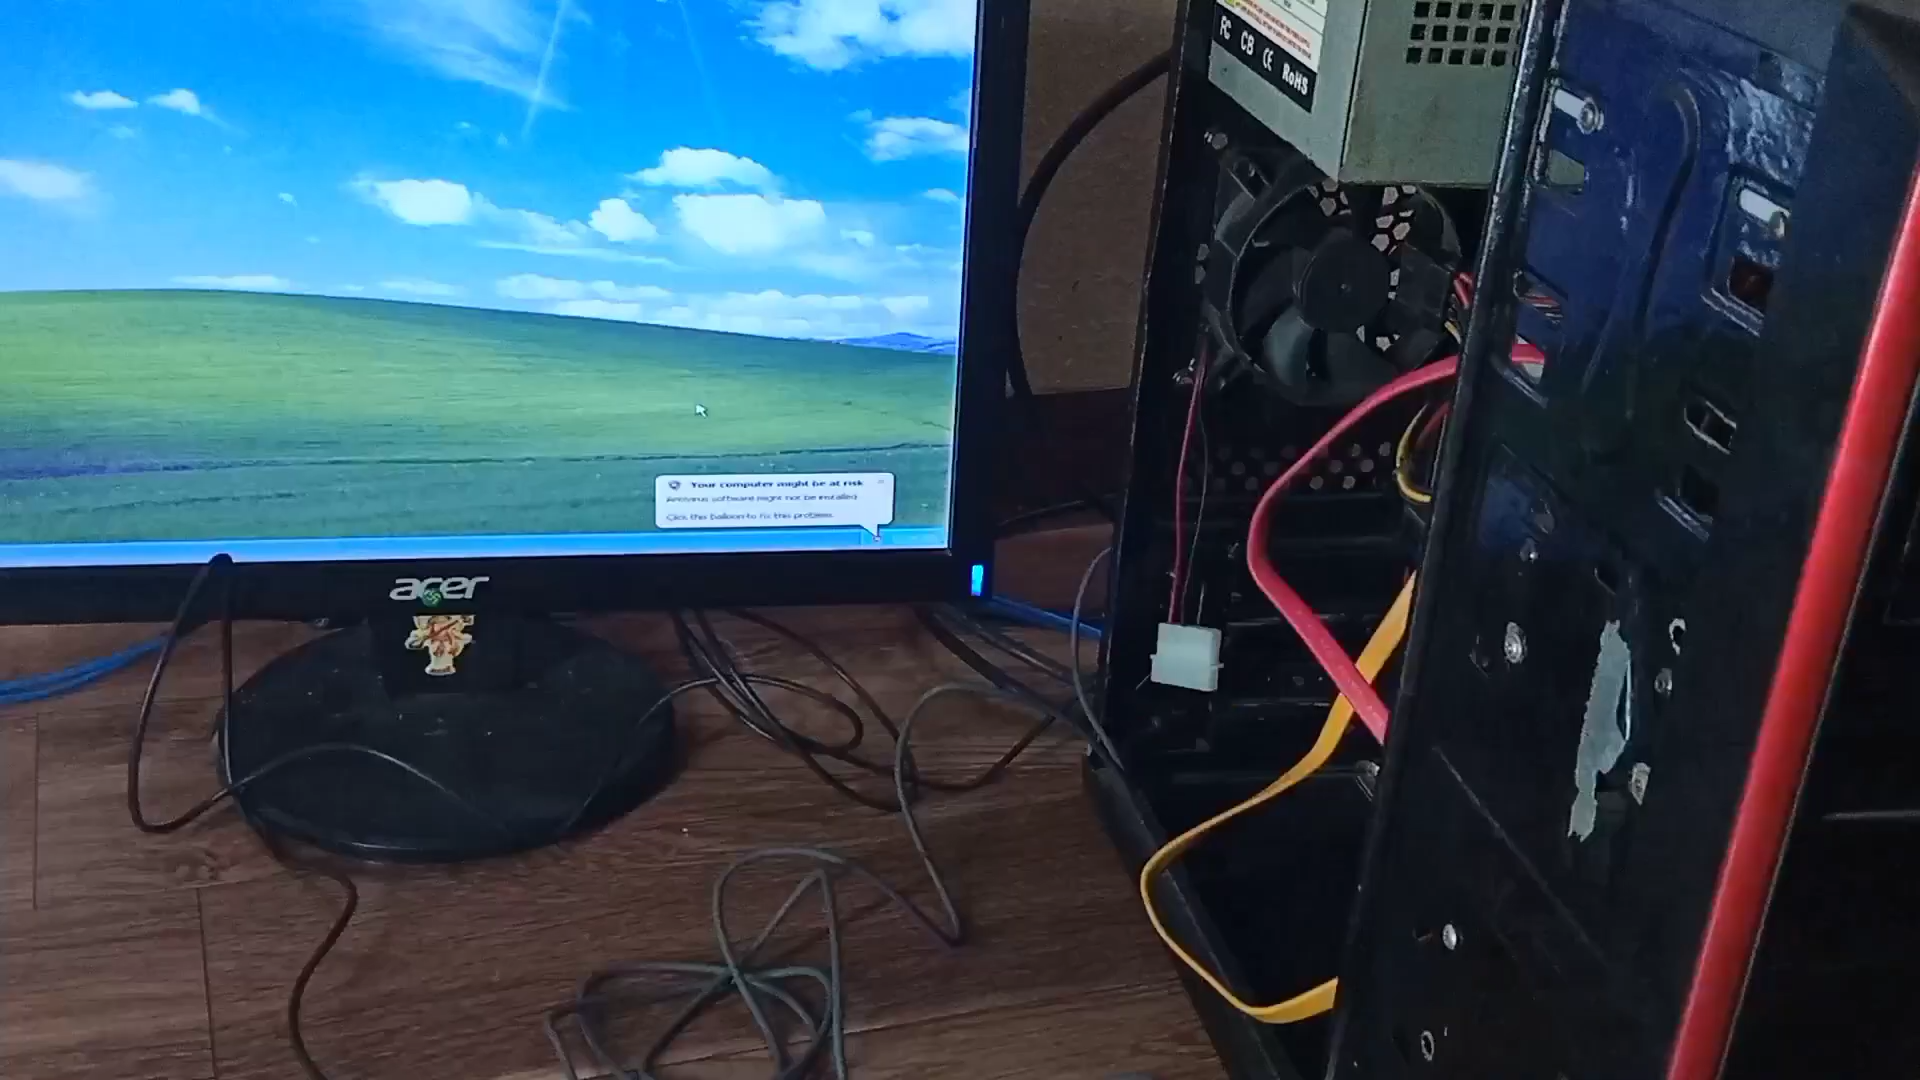 FC CB CE RoHS
Your computer might be at risk
Antivirus software might not be installed
Click this balloon to fix this problem.
acer